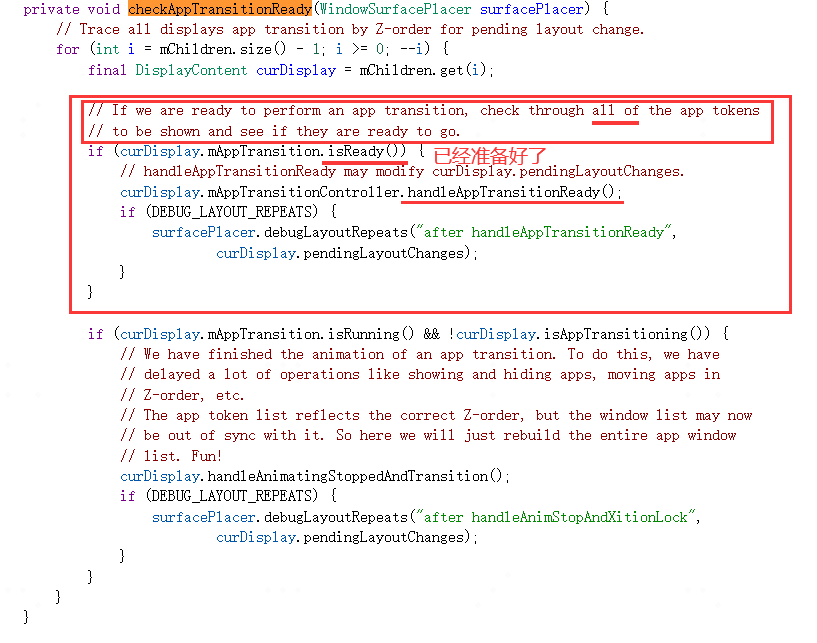 private void checkAppTransitionReady(WindowSurfacePlacer surfacePlacer) {
// Trace all displays app transition by Z-order for pending layout change.
for (int i = mChildren.size() - 1; i >= 0; --i) {
final DisplayContent curDisplay = mChildren.get(i);
// If we are ready to perform an app transition, check through all of the app tokens
// to be shown and see if they are ready to go.
if (curDisplay.mAppTransition.isReady()) { 已经准备好了
// handleAppTransitionReady may modify curDisplay.pendingLayoutChanges.
curDisplay.mAppTransitionController.handleAppTransitionReady();
if (DEBUG_LAYOUT_REPEATS) {
surfacePlacer.debugLayoutRepeats("after handleAppTransitionReady",
curDisplay.pendingLayoutChanges);
}
}
if (curDisplay.mAppTransition.isRunning() && !curDisplay.isAppTransitioning()) {
// We have finished the animation of an app transition. To do this, we have
// delayed a lot of operations like showing and hiding apps, moving apps in
// Z-order, etc.
// The app token list reflects the correct Z-order, but the window list may now
// be out of sync with it. So here we will just rebuild the entire app window
// list. Fun!
curDisplay.handleAnimatingStoppedAndTransition();
if (DEBUG_LAYOUT_REPEATS) {
surfacePlacer.debugLayoutRepeats("after handleAnimStopAndXitionLock",
curDisplay.pendingLayoutChanges);
}
}
}
}